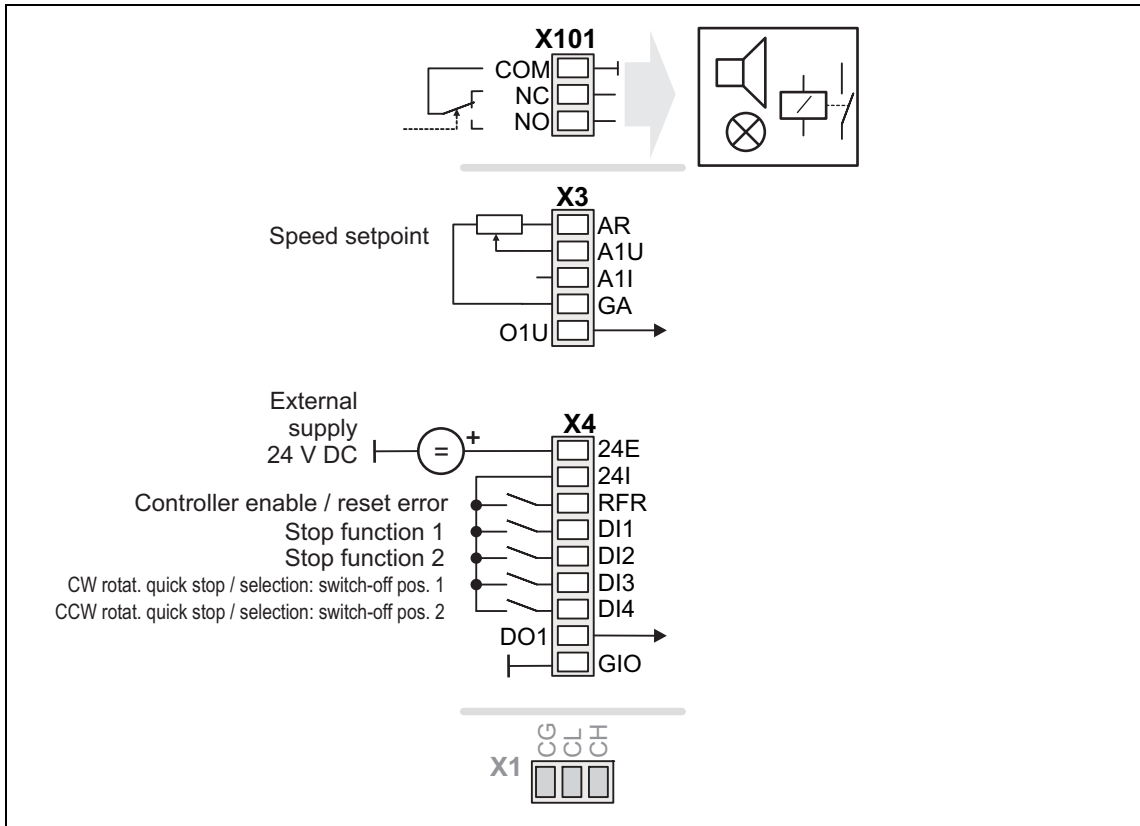 X101
COM
NC
NO
X3
Speed setpoint
AR
A1U
A1I
GA
O1U
External
supply
24 V DC
=
+
X4
24E
24I
Controller enable / reset error
RFR
Stop function 1
DI1
Stop function 2
DI2
CW rotat. quick stop / selection: switch-off pos. 1
DI3
CCW rotat. quick stop / selection: switch-off pos. 2
DI4
DO1
GIO
X1
CG
CL
CH